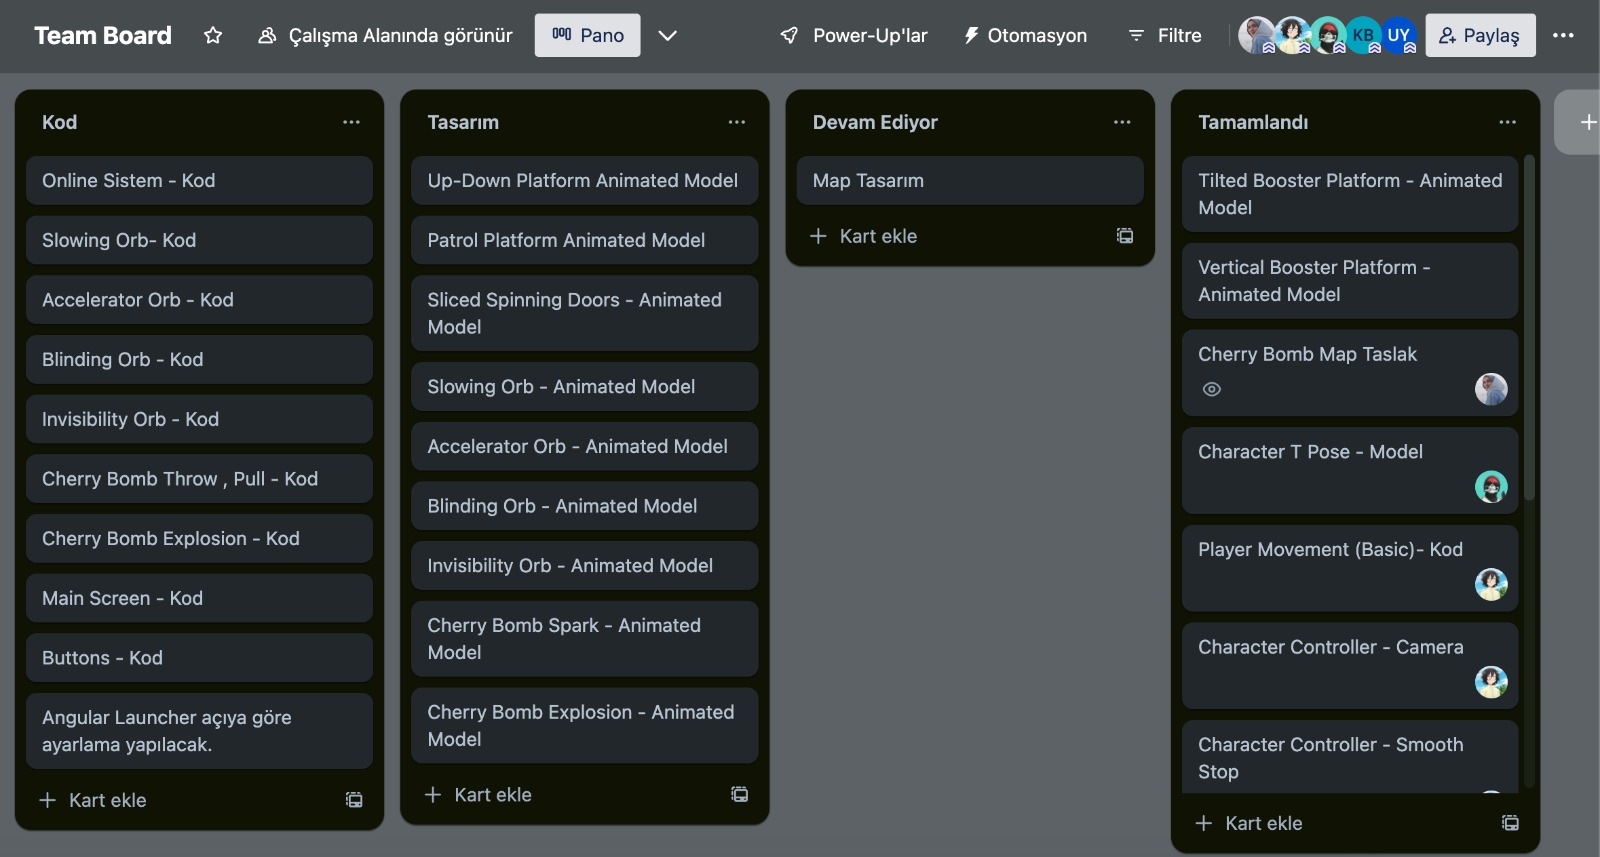 Team Board
Çalışma Alanında görünür
Pano
Power-Up'lar
Otomasyon
Filtre
KB
UY
Paylaş
Kod
Online Sistem - Kod
Slowing Orb- Kod
Accelerator Orb - Kod
Blinding Orb - Kod
Invisibility Orb - Kod
Cherry Bomb Throw , Pull - Kod
Cherry Bomb Explosion - Kod
Main Screen - Kod
Buttons - Kod
Angular Launcher açıya göre
ayarlama yapılacak.
Kart ekle
Tasarım
Up-Down Platform Animated Model
Patrol Platform Animated Model
Sliced Spinning Doors - Animated
Model
Slowing Orb - Animated Model
Accelerator Orb - Animated Model
Blinding Orb - Animated Model
Invisibility Orb - Animated Model
Cherry Bomb Spark - Animated
Model
Cherry Bomb Explosion - Animated
Model
Kart ekle
Devam Ediyor
Map Tasarım
Kart ekle
Tamamlandı
Tilted Booster Platform - Animated
Model
Vertical Booster Platform -
Animated Model
Cherry Bomb Map Taslak
Character T Pose - Model
Player Movement (Basic)- Kod
Character Controller - Camera
Character Controller - Smooth
Stop
Kart ekle